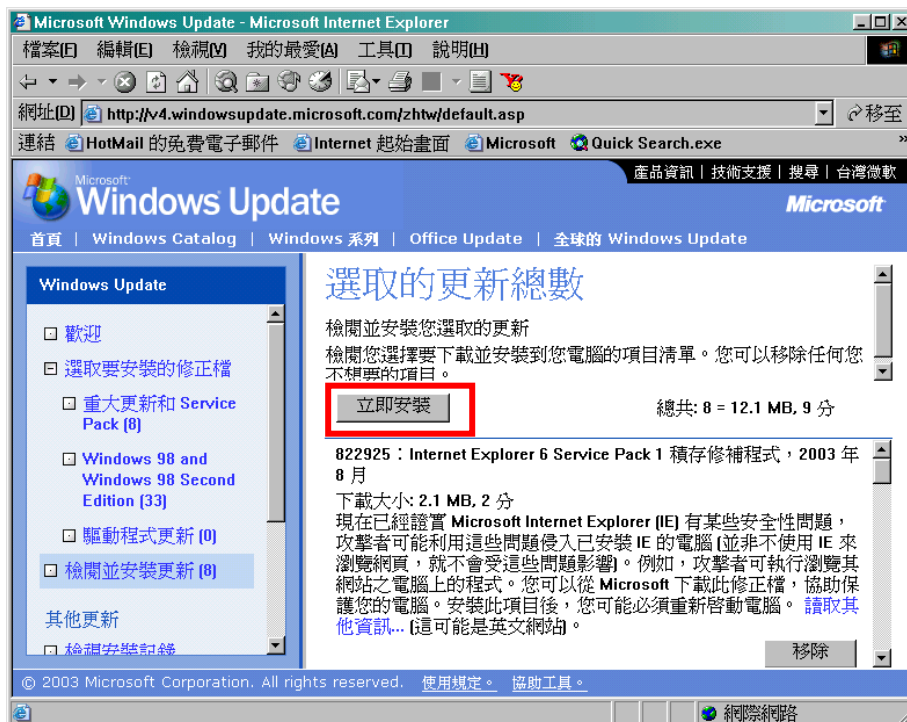 Microsoft Windows Update - Microsoft Internet Explorer
檔案(F) 編輯(E) 檢視(V) 我的最愛(A) 工具(T) 說明(H)
網址(D) http://v4.windowsupdate.microsoft.com/zhtw/default.asp 移至
連結 HotMail 的免費電子郵件 Internet 起始畫面 Microsoft Quick Search.exe »
產品資訊 | 技術支援 | 搜尋 | 台灣微軟
Microsoft
Windows Update
Microsoft
首頁 | Windows Catalog | Windows 系列 | Office Update | 全球的 Windows Update
Windows Update
歡迎
選取要安裝的修正檔
重大更新和 Service
Pack (8)
Windows 98 and
Windows 98 Second
Edition (33)
驅動程式更新 (0)
檢閱並安裝更新 (8)
其他更新
檢視安裝記錄
選取的更新總數
檢閱並安裝您選取的更新
檢閱您選擇要下載並安裝到您電腦的項目清單。您可以移除任何您
不想要的項目。
立即安裝
總共: 8 = 12.1 MB, 9 分
822925：Internet Explorer 6 Service Pack 1 積存修補程式，2003 年
8 月
下載大小: 2.1 MB, 2 分
現在已經證實 Microsoft Internet Explorer (IE) 有某些安全性問題，
攻擊者可能利用這些問題侵入已安裝 IE 的電腦 (並非不使用 IE 來
瀏覽網頁，就不會受這些問題影響)。例如，攻擊者可執行瀏覽其
網站之電腦上的程式。您可以從 Microsoft 下載此修正檔，協助保
護您的電腦。安裝此項目後，您可能必須重新啓動電腦。 讀取其
他資訊... (這可能是英文網站)。
移除
© 2003 Microsoft Corporation. All rights reserved. 使用規定。 協助工具。
網際網路